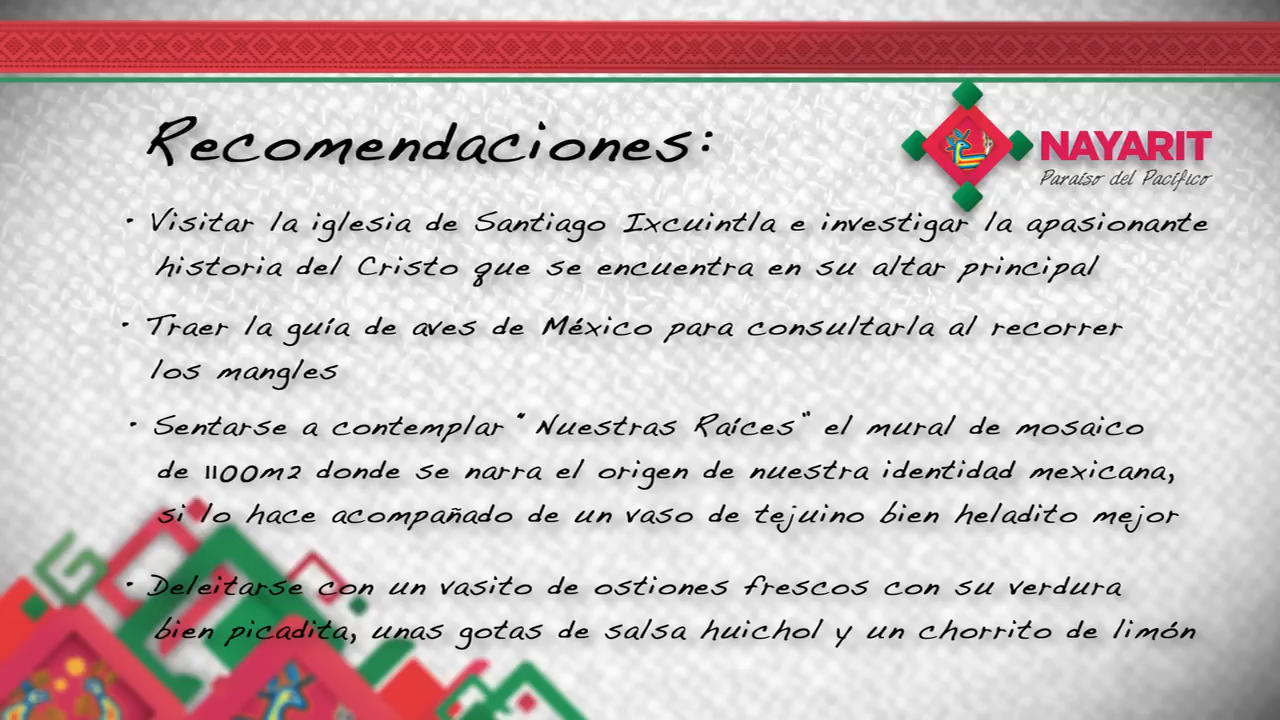 Recomendaciones:
NAYARIT
Paraíso del Pacífico
· Visitar la iglesia de Santiago Ixcuintla e investigar la apasionante
historia del Cristo que se encuentra en su altar principal
· Traer la guía de aves de México para consultarla al recorrer
los mangles
· Sentarse a contemplar "Nuestras Raíces" el mural de mosaico
de 1100m2 donde se narra el origen de nuestra identidad mexicana,
si lo hace acompañado de un vaso de tejuino bien heladito mejor
· Deleitarse con un vasito de ostiones frescos con su verdura
bien picadita, unas gotas de salsa huichol y un chorrito de limón